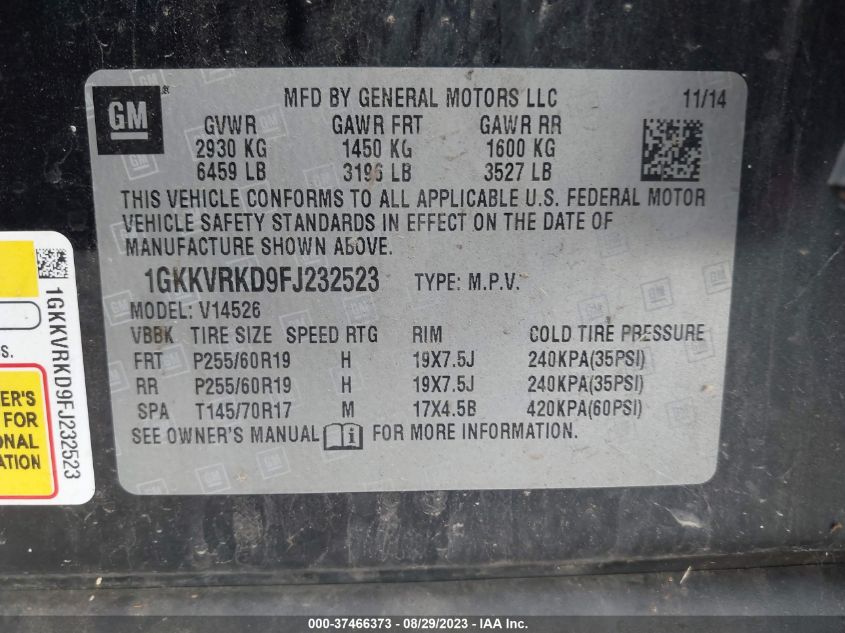 GM
MFD BY GENERAL MOTORS LLC 11/14
GVWR GAWR FRT GAWR RR
2930 KG 1450 KG 1600 KG
6459 LB 3196 LB 3527 LB
THIS VEHICLE CONFORMS TO ALL APPLICABLE U.S. FEDERAL MOTOR
VEHICLE SAFETY STANDARDS IN EFFECT ON THE DATE OF
MANUFACTURE SHOWN ABOVE.
1GKKVRKD9FJ232523 TYPE: M.P.V.
MODEL: V14526
VBBK TIRE SIZE SPEED RTG RIM COLD TIRE PRESSURE
FRT P255/60R19 H 19X7.5J 240KPA(35PSI)
RR P255/60R19 H 19X7.5J 240KPA(35PSI)
SPA T145/70R17 M 17X4.5B 420KPA(60PSI)
SEE OWNER'S MANUAL i FOR MORE INFORMATION.
1GKKVRKD9FJ232523
S.
ER'S
FOR
ONAL
ATION
000-37466373 - 08/29/2023 - IAA Inc.